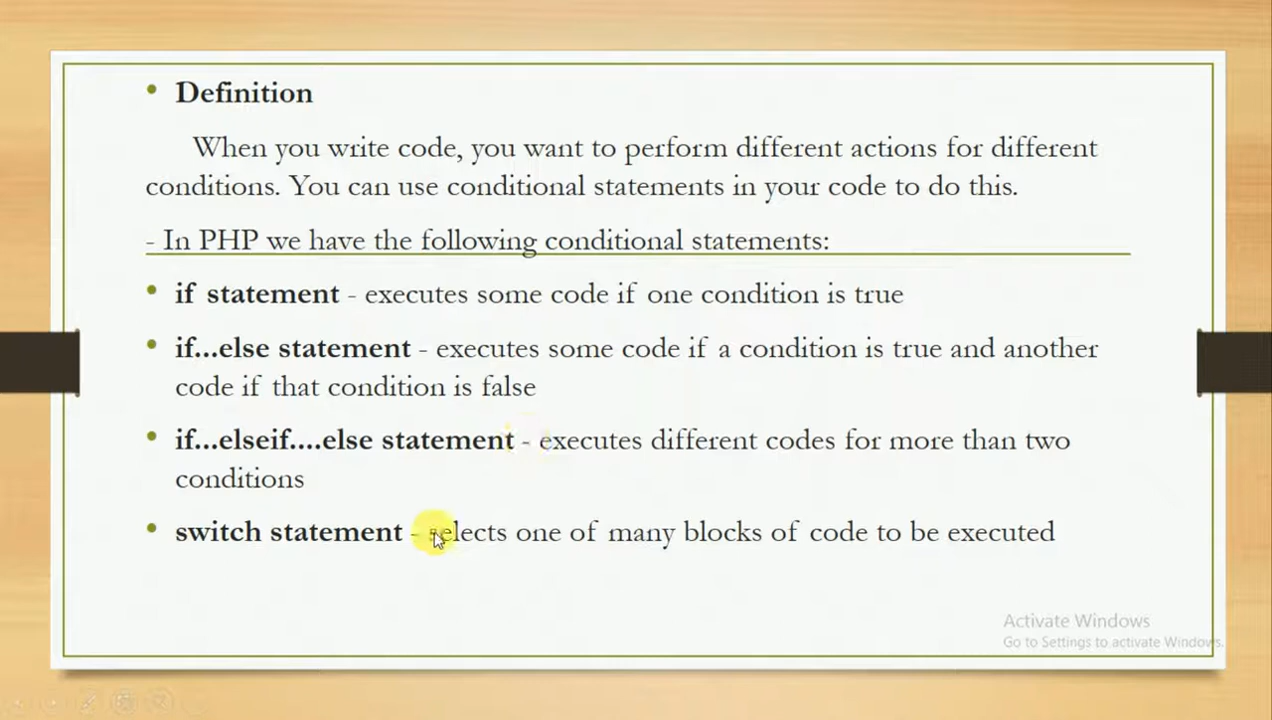 • Definition
When you write code, you want to perform different actions for different
conditions. You can use conditional statements in your code to do this.
- In PHP we have the following conditional statements:
• if statement - executes some code if one condition is true
• if...else statement - executes some code if a condition is true and another
code if that condition is false
• if...elseif....else statement - executes different codes for more than two
conditions
• switch statement - selects one of many blocks of code to be executed
Activate Windows
Go to Settings to activate Windows.